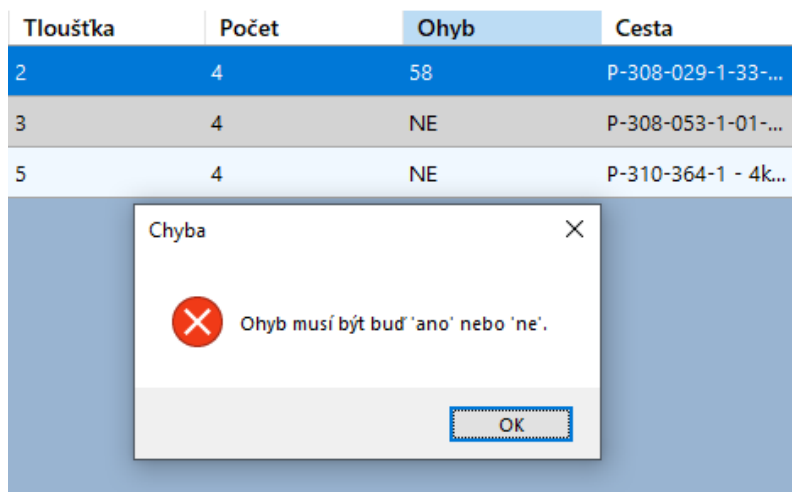 Tloušťka Počet Ohyb Cesta
2 4 58 P-308-029-1-33-...
3 4 NE P-308-053-1-01-...
5 4 NE P-310-364-1 - 4k...
Chyba
Ohyb musí být buď 'ano' nebo 'ne'.
OK